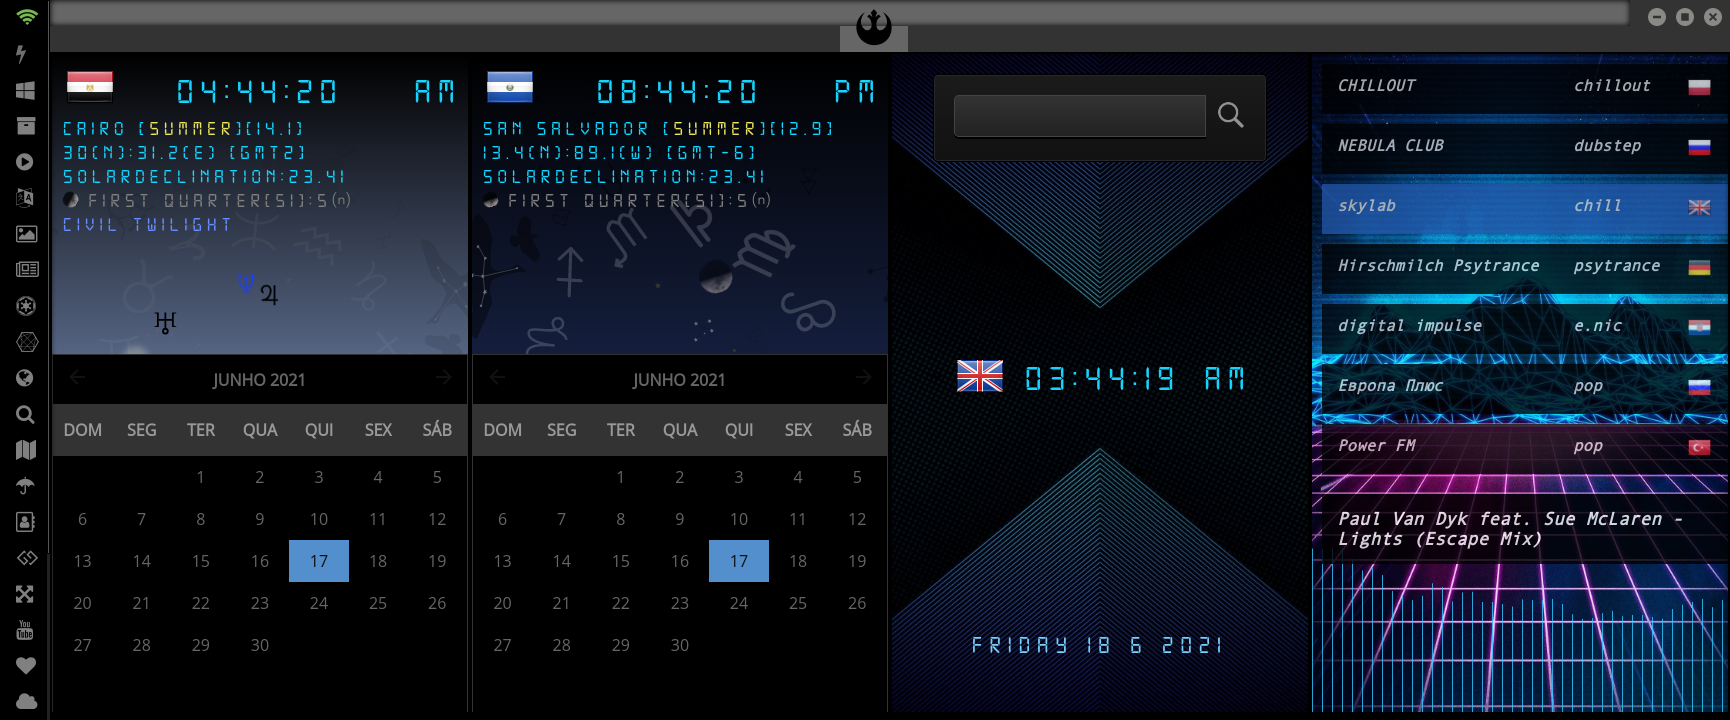 04:44:20 AM
CAIRO [SUMMER][14.1]
30(N):31.2(E) [GMT2]
SOLARDECLINATION:23.41
FIRST QUARTER[51]:5(n)
CIVIL TWILIGHT
JUNHO 2021
DOM SEG TER QUA QUI SEX SÁB
1 2 3 4 5
6 7 8 9 10 11 12
13 14 15 16 17 18 19
20 21 22 23 24 25 26
27 28 29 30
08:44:20 PM
SAN SALVADOR [SUMMER][12.9]
13.4(N):89.1(W) [GMT-6]
SOLARDECLINATION:23.41
FIRST QUARTER[51]:5(n)
JUNHO 2021
DOM SEG TER QUA QUI SEX SÁB
1 2 3 4 5
6 7 8 9 10 11 12
13 14 15 16 17 18 19
20 21 22 23 24 25 26
27 28 29 30
03:44:19 AM
FRIDAY 18 6 2021
CHILLOUT chillout
NEBULA CLUB dubstep
skylab chill
Hirschmilch Psytrance psytrance
digital impulse e.nic
Европа Плюс pop
Power FM pop
Paul Van Dyk feat. Sue McLaren -
Lights (Escape Mix)
You
Tube